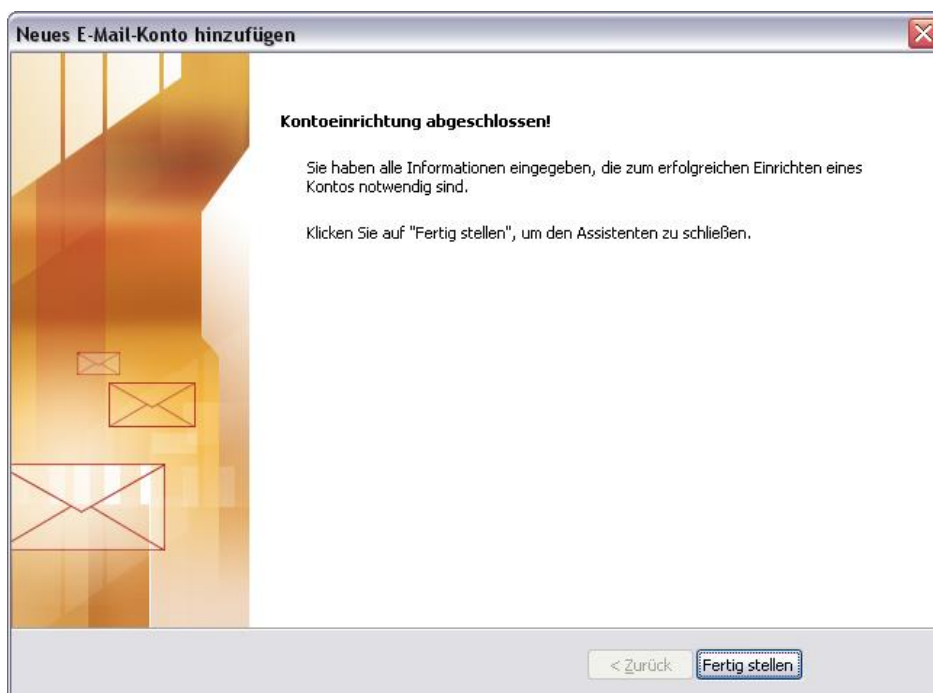 Neues E-Mail-Konto hinzufügen
Kontoeinrichtung abgeschlossen!
Sie haben alle Informationen eingegeben, die zum erfolgreichen Einrichten eines
Kontos notwendig sind.
Klicken Sie auf "Fertig stellen", um den Assistenten zu schließen.
< Zurück
Fertig stellen